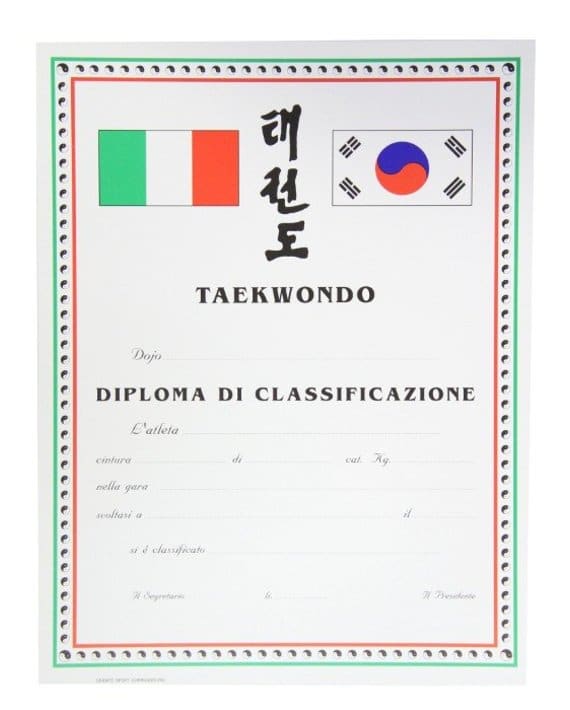 태
권
도
TAEKWONDO
Dojo
DIPLOMA DI CLASSIFICAZIONE
L'atleta
cintura di cat. Kg.
nella gara
svoltasi a il
si è classificato
Il Segretario li, Il Presidente